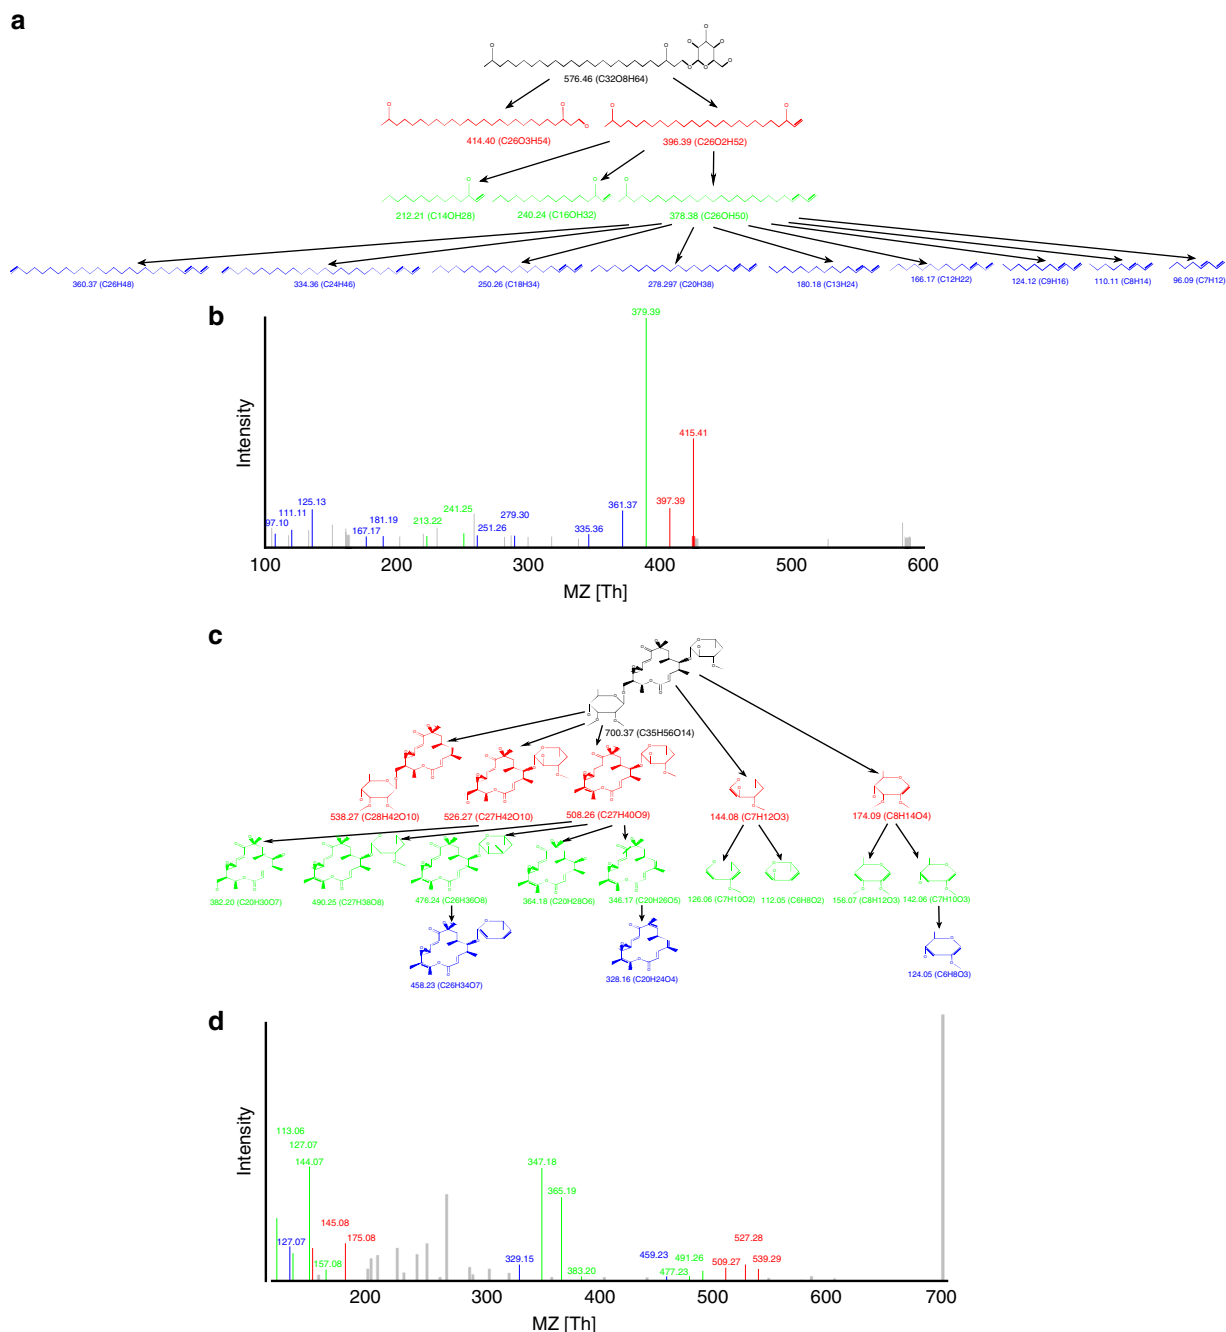 a
576.46 (C32O8H64)
414.40 (C26O3H54)
396.39 (C26O2H52)
212.21 (C14OH28)
240.24 (C16OH32)
378.38 (C26OH50)
360.37 (C26H48)
334.36 (C24H46)
250.26 (C18H34)
278.297 (C20H38)
180.18 (C13H24)
166.17 (C12H22)
124.12 (C9H16)
110.11 (C8H14)
96.09 (C7H12)
b
Intensity
379.39
415.41
397.39
361.37
335.36
279.30
251.26
241.25
213.22
181.19
167.17
125.13
111.11
97.10
100 200 300 400 500 600
MZ [Th]
c
700.37 (C35H56O14)
538.27 (C28H42O10)
526.27 (C27H42O10)
508.26 (C27H40O9)
144.08 (C7H12O3)
174.09 (C8H14O4)
382.20 (C20H30O7)
490.25 (C27H38O8)
476.24 (C26H36O8)
364.18 (C20H28O6)
346.17 (C20H26O5)
126.06 (C7H10O2)
112.05 (C6H8O2)
156.07 (C8H12O3)
142.06 (C7H10O3)
458.23 (C26H34O7)
328.16 (C20H24O4)
124.05 (C6H8O3)
d
Intensity
113.06
127.07
144.07
145.08
175.08
127.07
157.08
347.18
365.19
329.15
383.20
459.23
477.23
491.26
509.27
527.28
539.29
200 300 400 500 600 700
MZ [Th]